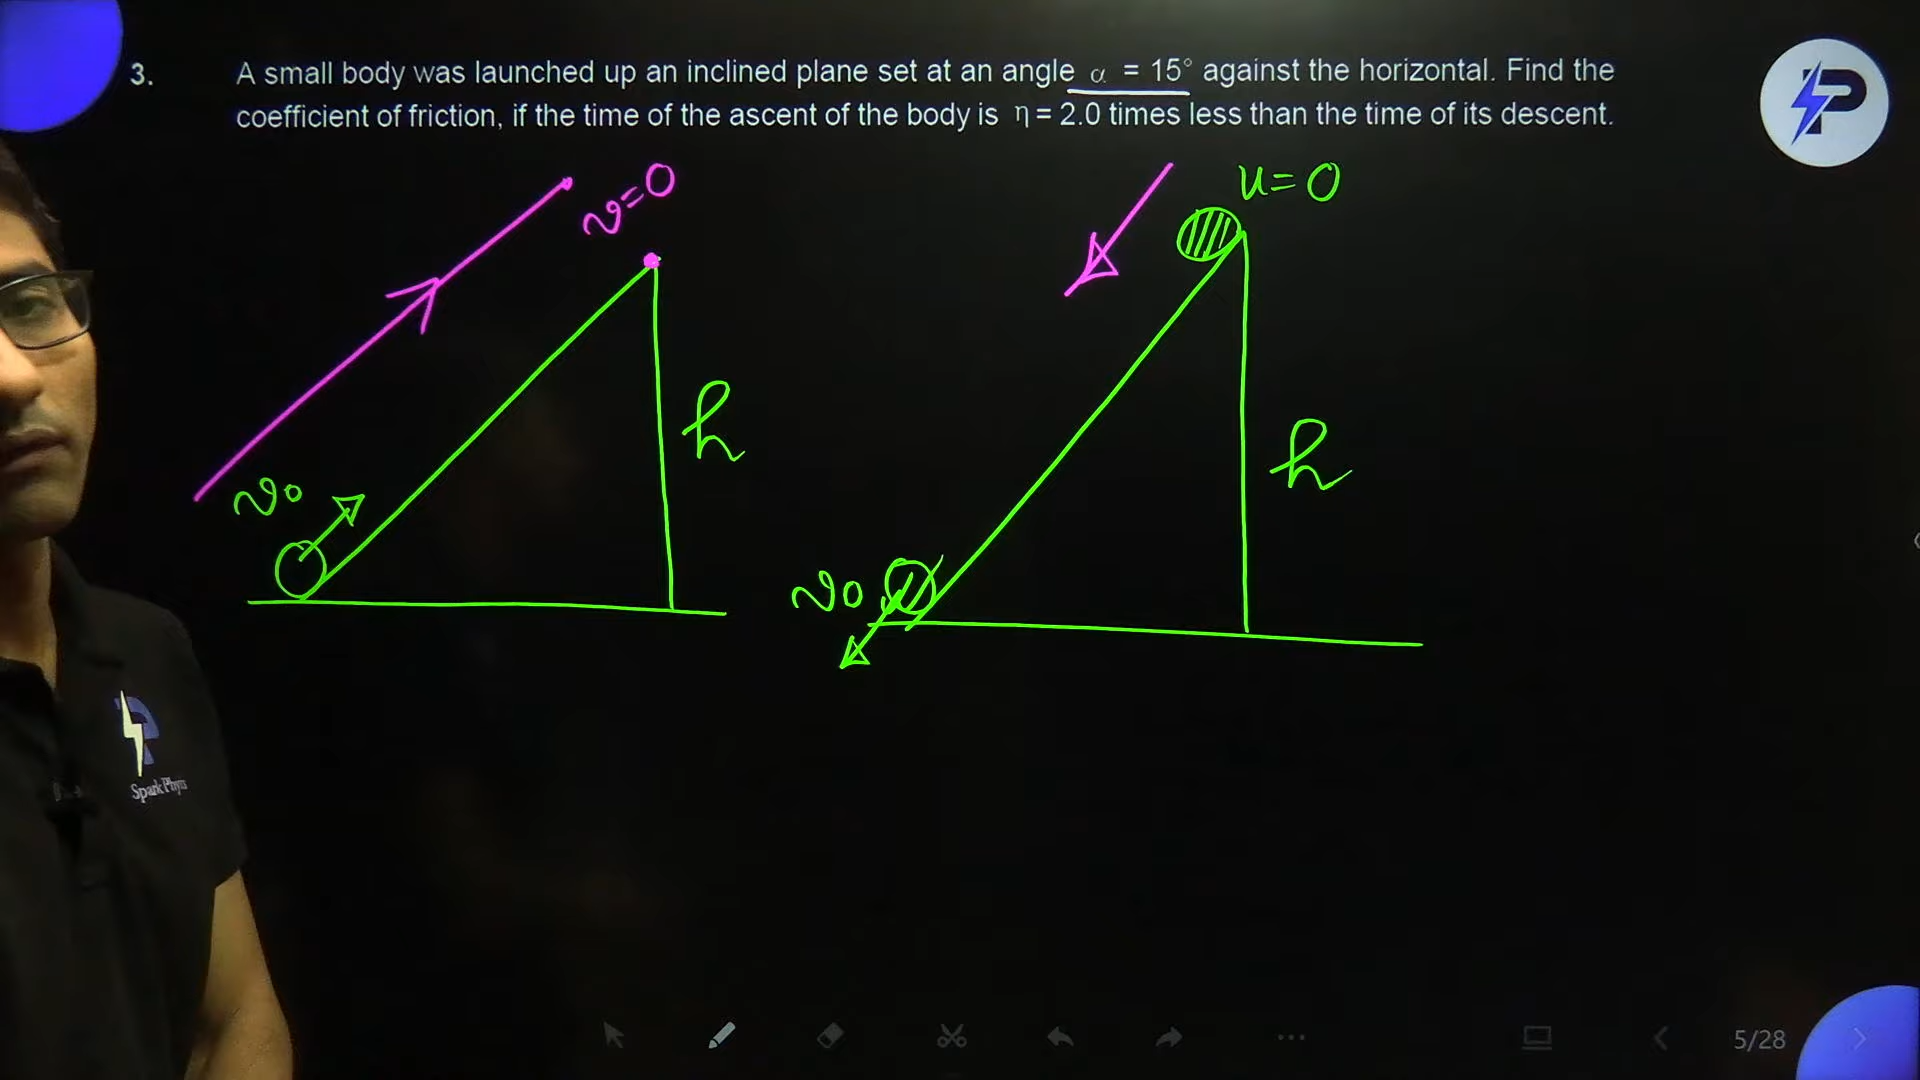 3. A small body was launched up an inclined plane set at an angle α = 15° against the horizontal. Find the
coefficient of friction, if the time of the ascent of the body is η = 2.0 times less than the time of its descent.
v=0
u=0
h
h
v0
v0
P
Spark Phys
5/28